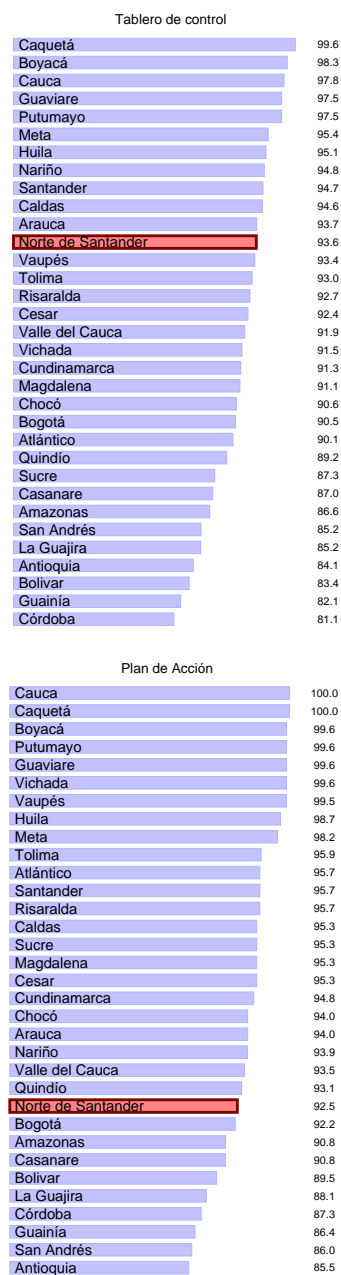 Tablero de control
Caquetá 99.6
Boyacá 98.3
Cauca 97.8
Guaviare 97.5
Putumayo 97.5
Meta 95.4
Huila 95.1
Nariño 94.8
Santander 94.7
Caldas 94.6
Arauca 93.7
Norte de Santander 93.6
Vaupés 93.4
Tolima 93.0
Risaralda 92.7
Cesar 92.4
Valle del Cauca 91.9
Vichada 91.5
Cundinamarca 91.3
Magdalena 91.1
Chocó 90.6
Bogotá 90.5
Atlántico 90.1
Quindío 89.2
Sucre 87.3
Casanare 87.0
Amazonas 86.6
San Andrés 85.2
La Guajira 85.2
Antioquia 84.1
Bolivar 83.4
Guainía 82.1
Córdoba 81.1
Plan de Acción
Cauca 100.0
Caquetá 100.0
Boyacá 99.6
Putumayo 99.6
Guaviare 99.6
Vichada 99.6
Vaupés 99.5
Huila 98.7
Meta 98.2
Tolima 95.9
Atlántico 95.7
Santander 95.7
Risaralda 95.7
Caldas 95.3
Sucre 95.3
Magdalena 95.3
Cesar 95.3
Cundinamarca 94.8
Chocó 94.0
Arauca 94.0
Nariño 93.9
Valle del Cauca 93.5
Quindío 93.1
Norte de Santander 92.5
Bogotá 92.2
Amazonas 90.8
Casanare 90.8
Bolivar 89.5
La Guajira 88.1
Córdoba 87.3
Guainía 86.4
San Andrés 86.0
Antioquia 85.5